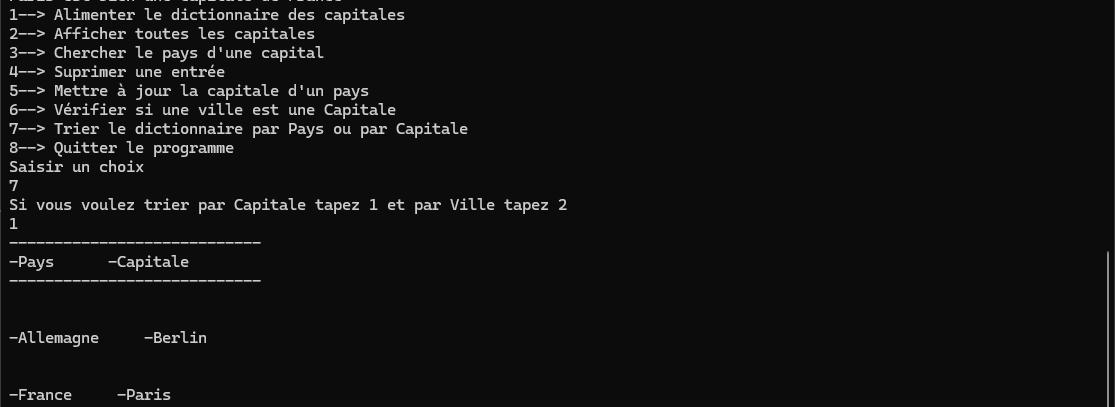 1--> Alimenter le dictionnaire des capitales
2--> Afficher toutes les capitales
3--> Chercher le pays d'une capital
4--> Suprimer une entrée
5--> Mettre à jour la capitale d'un pays
6--> Vérifier si une ville est une Capitale
7--> Trier le dictionnaire par Pays ou par Capitale
8--> Quitter le programme
Saisir un choix
7
Si vous voulez trier par Capitale tapez 1 et par Ville tapez 2
1
----------------------------
-Pays      -Capitale
----------------------------
-Allemagne     -Berlin
-France     -Paris